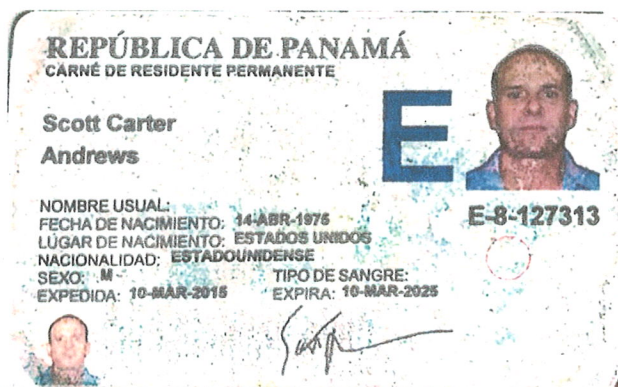 REPÚBLICA DE PANAMÁ
CARNÉ DE RESIDENTE PERMANENTE
Scott Carter
Andrews
E
NOMBRE USUAL:
FECHA DE NACIMIENTO: 14-ABR-1975
LUGAR DE NACIMIENTO: ESTADOS UNIDOS
NACIONALIDAD: ESTADOUNIDENSE
SEXO: M
TIPO DE SANGRE:
EXPEDIDA: 10-MAR-2015
EXPIRA: 10-MAR-2025
E-8-127313